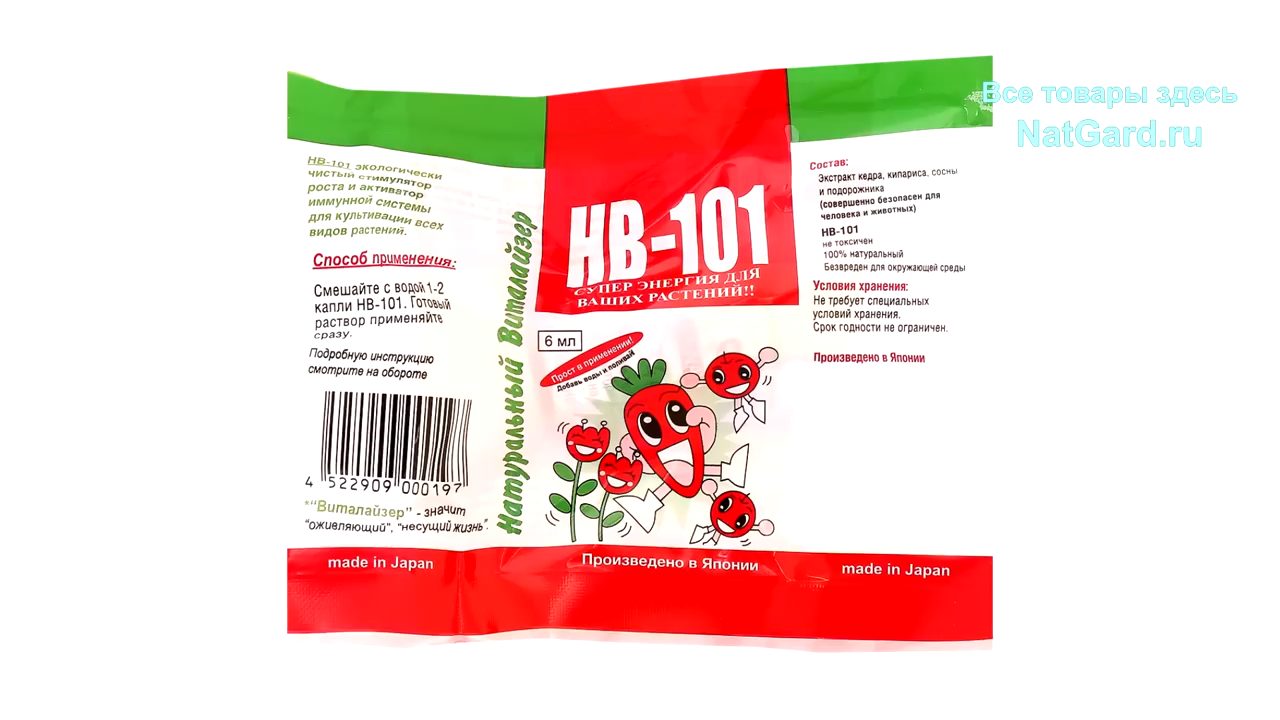 НВ-101 экологически
чистый стимулятор
роста и активатор
иммунной системы
для культивации всех
видов растений.
Способ применения:
Смешайте с водой 1-2
капли НВ-101. Готовый
раствор применяйте
сразу.
Подробную инструкцию
смотрите на обороте
4 522909 000197
*“Виталайзер” - значит
“оживляющий”, “несущий жизнь”.
made in Japan
Натуральный Виталайзер
НВ-101
СУПЕР ЭНЕРГИЯ ДЛЯ
ВАШИХ РАСТЕНИЙ!!
6 мл
Прост в применении!
Добавь воды и поливай
Произведено в Японии
Состав:
Экстракт кедра, кипариса, сосны
и подорожника
(совершенно безопасен для
человека и животных)
НВ-101
не токсичен
100% натуральный
Безвреден для окружающей среды
Условия хранения:
Не требует специальных
условий хранения.
Срок годности не ограничен.
Произведено в Японии
made in Japan
Все товары здесь
NatGard.ru